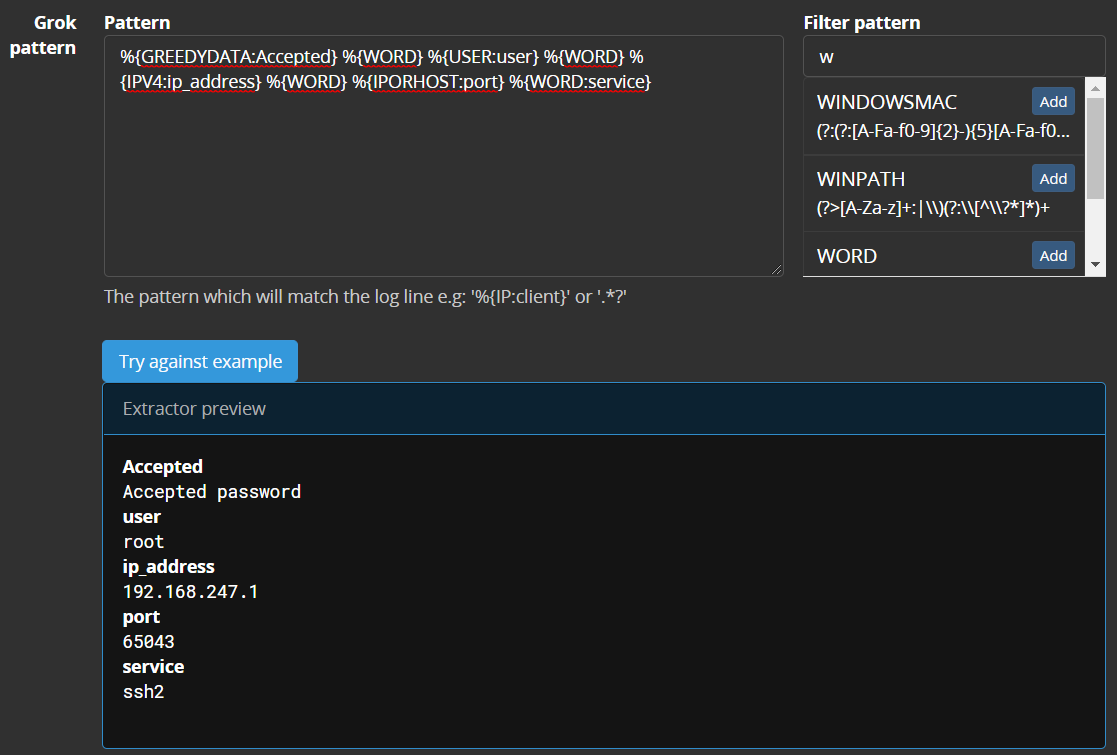 Grok pattern
Pattern
%{GREEDYDATA:Accepted} %{WORD} %{USER:user} %{WORD} %
{IPV4:ip_address} %{WORD} %{IPORHOST:port} %{WORD:service}
The pattern which will match the log line e.g: '%{IP:client}' or '.*?'
Filter pattern
w
WINDOWSMAC Add
(?:(?:[A-Fa-f0-9]{2}-){5}[A-Fa-f0...
WINPATH Add
(?>[A-Za-z]+:|\\)(?:\\[^\\?*]*)+
WORD Add
Try against example
Extractor preview
Accepted
Accepted password
user
root
ip_address
192.168.247.1
port
65043
service
ssh2